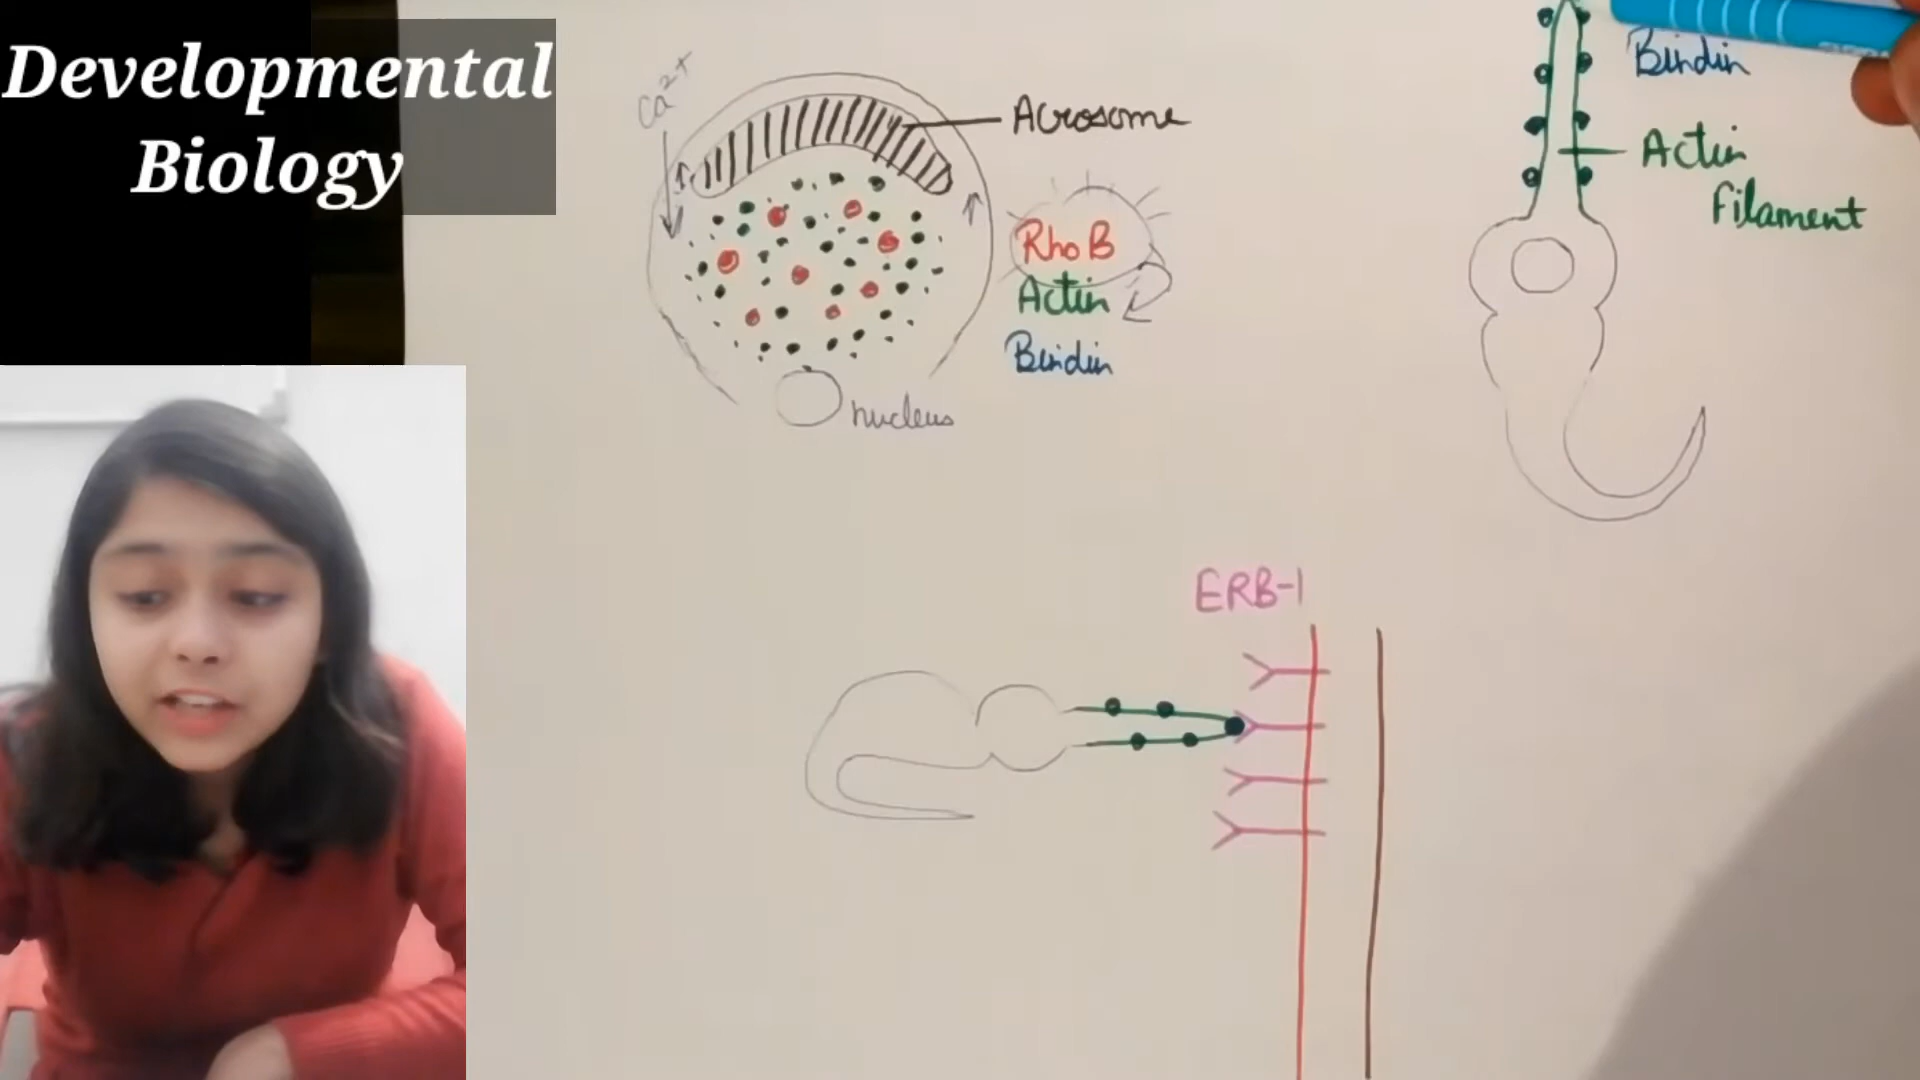 Developmental
Biology
Ca2+
Acrosome
RhoB
Actin
Bindin
nucleus
Bindin
Actin
Filament
ERB-1